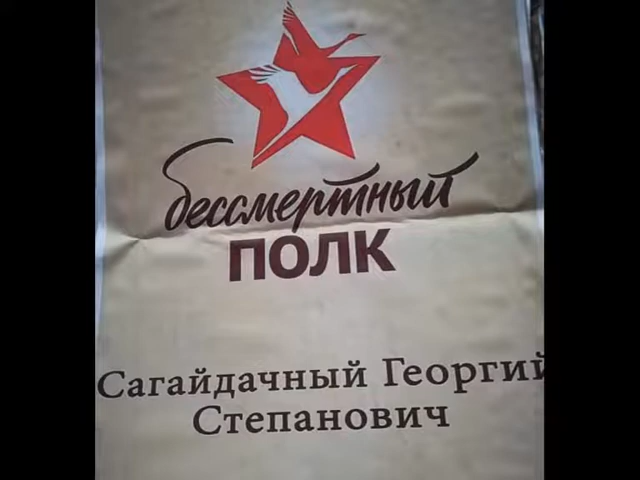 бессмертный
ПОЛК
Сагайдачный Георгий
Степанович